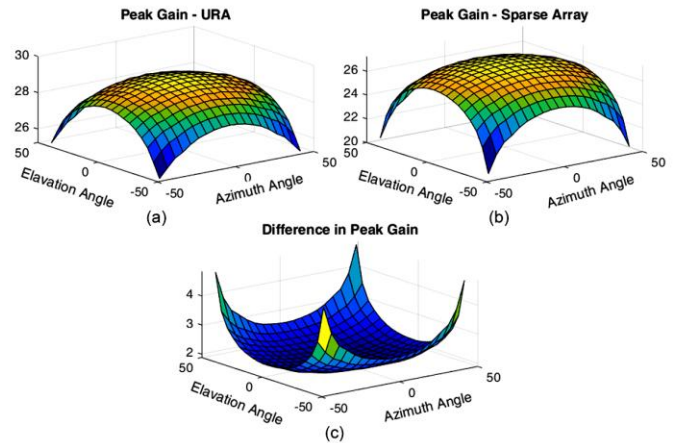 Peak Gain - URA
30
28
26
50
0
-50
-50
0
50
Elavation Angle
Azimuth Angle
(a)
Peak Gain - Sparse Array
26
24
22
20
50
0
-50
-50
0
50
Elevation Angle
Azimuth Angle
(b)
Difference in Peak Gain
4
3
2
50
0
-50
-50
0
50
Elavation Angle
Azimuth Angle
(c)